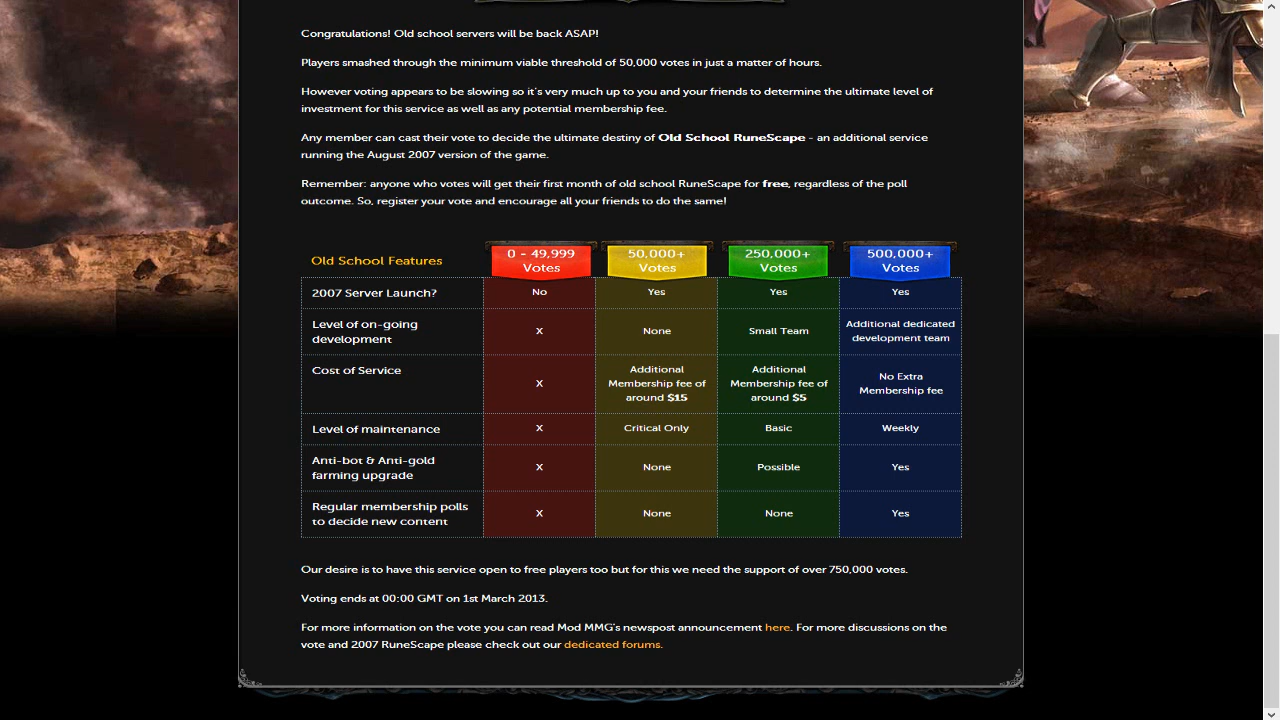 Congratulations! Old school servers will be back ASAP!
Players smashed through the minimum viable threshold of 50,000 votes in just a matter of hours.
However voting appears to be slowing so it's very much up to you and your friends to determine the ultimate level of
investment for this service as well as any potential membership fee.
Any member can cast their vote to decide the ultimate destiny of Old School RuneScape - an additional service
running the August 2007 version of the game.
Remember: anyone who votes will get their first month of old school RuneScape for free, regardless of the poll
outcome. So, register your vote and encourage all your friends to do the same!
Old School Features
0 - 49,999
Votes
50,000+
Votes
250,000+
Votes
500,000+
Votes
2007 Server Launch?
No
Yes
Yes
Yes
Level of on-going
development
X
None
Small Team
Additional dedicated
development team
Cost of Service
X
Additional
Membership fee of
around $15
Additional
Membership fee of
around $5
No Extra
Membership fee
Level of maintenance
X
Critical Only
Basic
Weekly
Anti-bot & Anti-gold
farming upgrade
X
None
Possible
Yes
Regular membership polls
to decide new content
X
None
None
Yes
Our desire is to have this service open to free players too but for this we need the support of over 750,000 votes.
Voting ends at 00:00 GMT on 1st March 2013.
For more information on the vote you can read Mod MMG's newspost announcement here. For more discussions on the
vote and 2007 RuneScape please check out our dedicated forums.